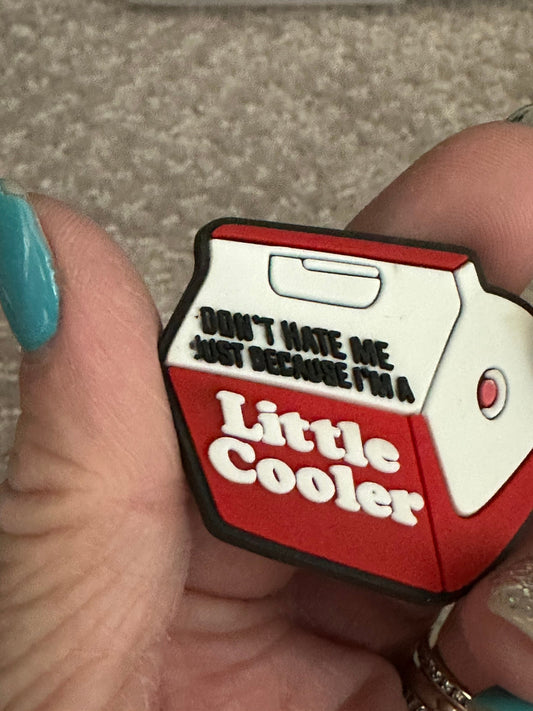 DON'T HATE ME
JUST BECAUSE I'M A
Little
Cooler